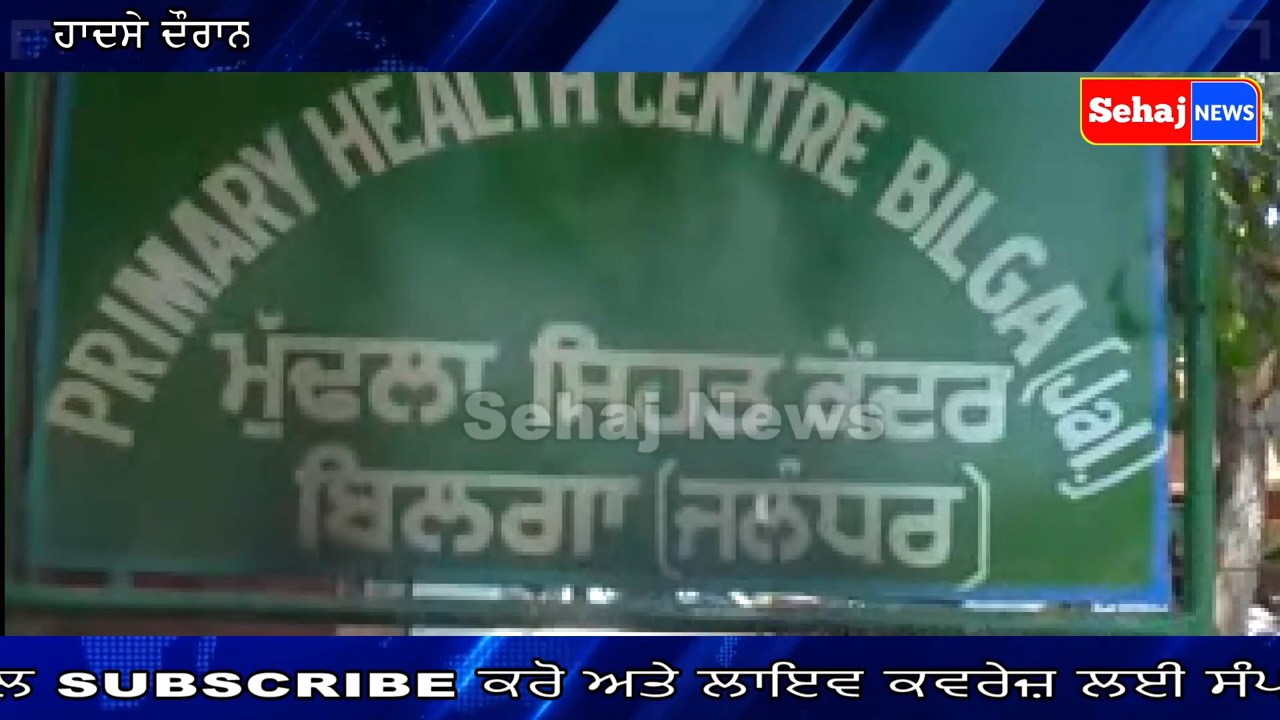 ਹਾਦਸੇ ਦੌਰਾਨ
Sehaj NEWS
PRIMARY HEALTH CENTRE BILGA (Jal.)
ਮੁੱਢਲਾ ਸਿਹਤ ਕੇਂਦਰ
Sehaj News
ਬਿਲਗਾ (ਜਲੰਧਰ)
SUBSCRIBE ਕਰੋ ਅਤੇ ਲਾਇਵ ਕਵਰੇਜ਼ ਲਈ